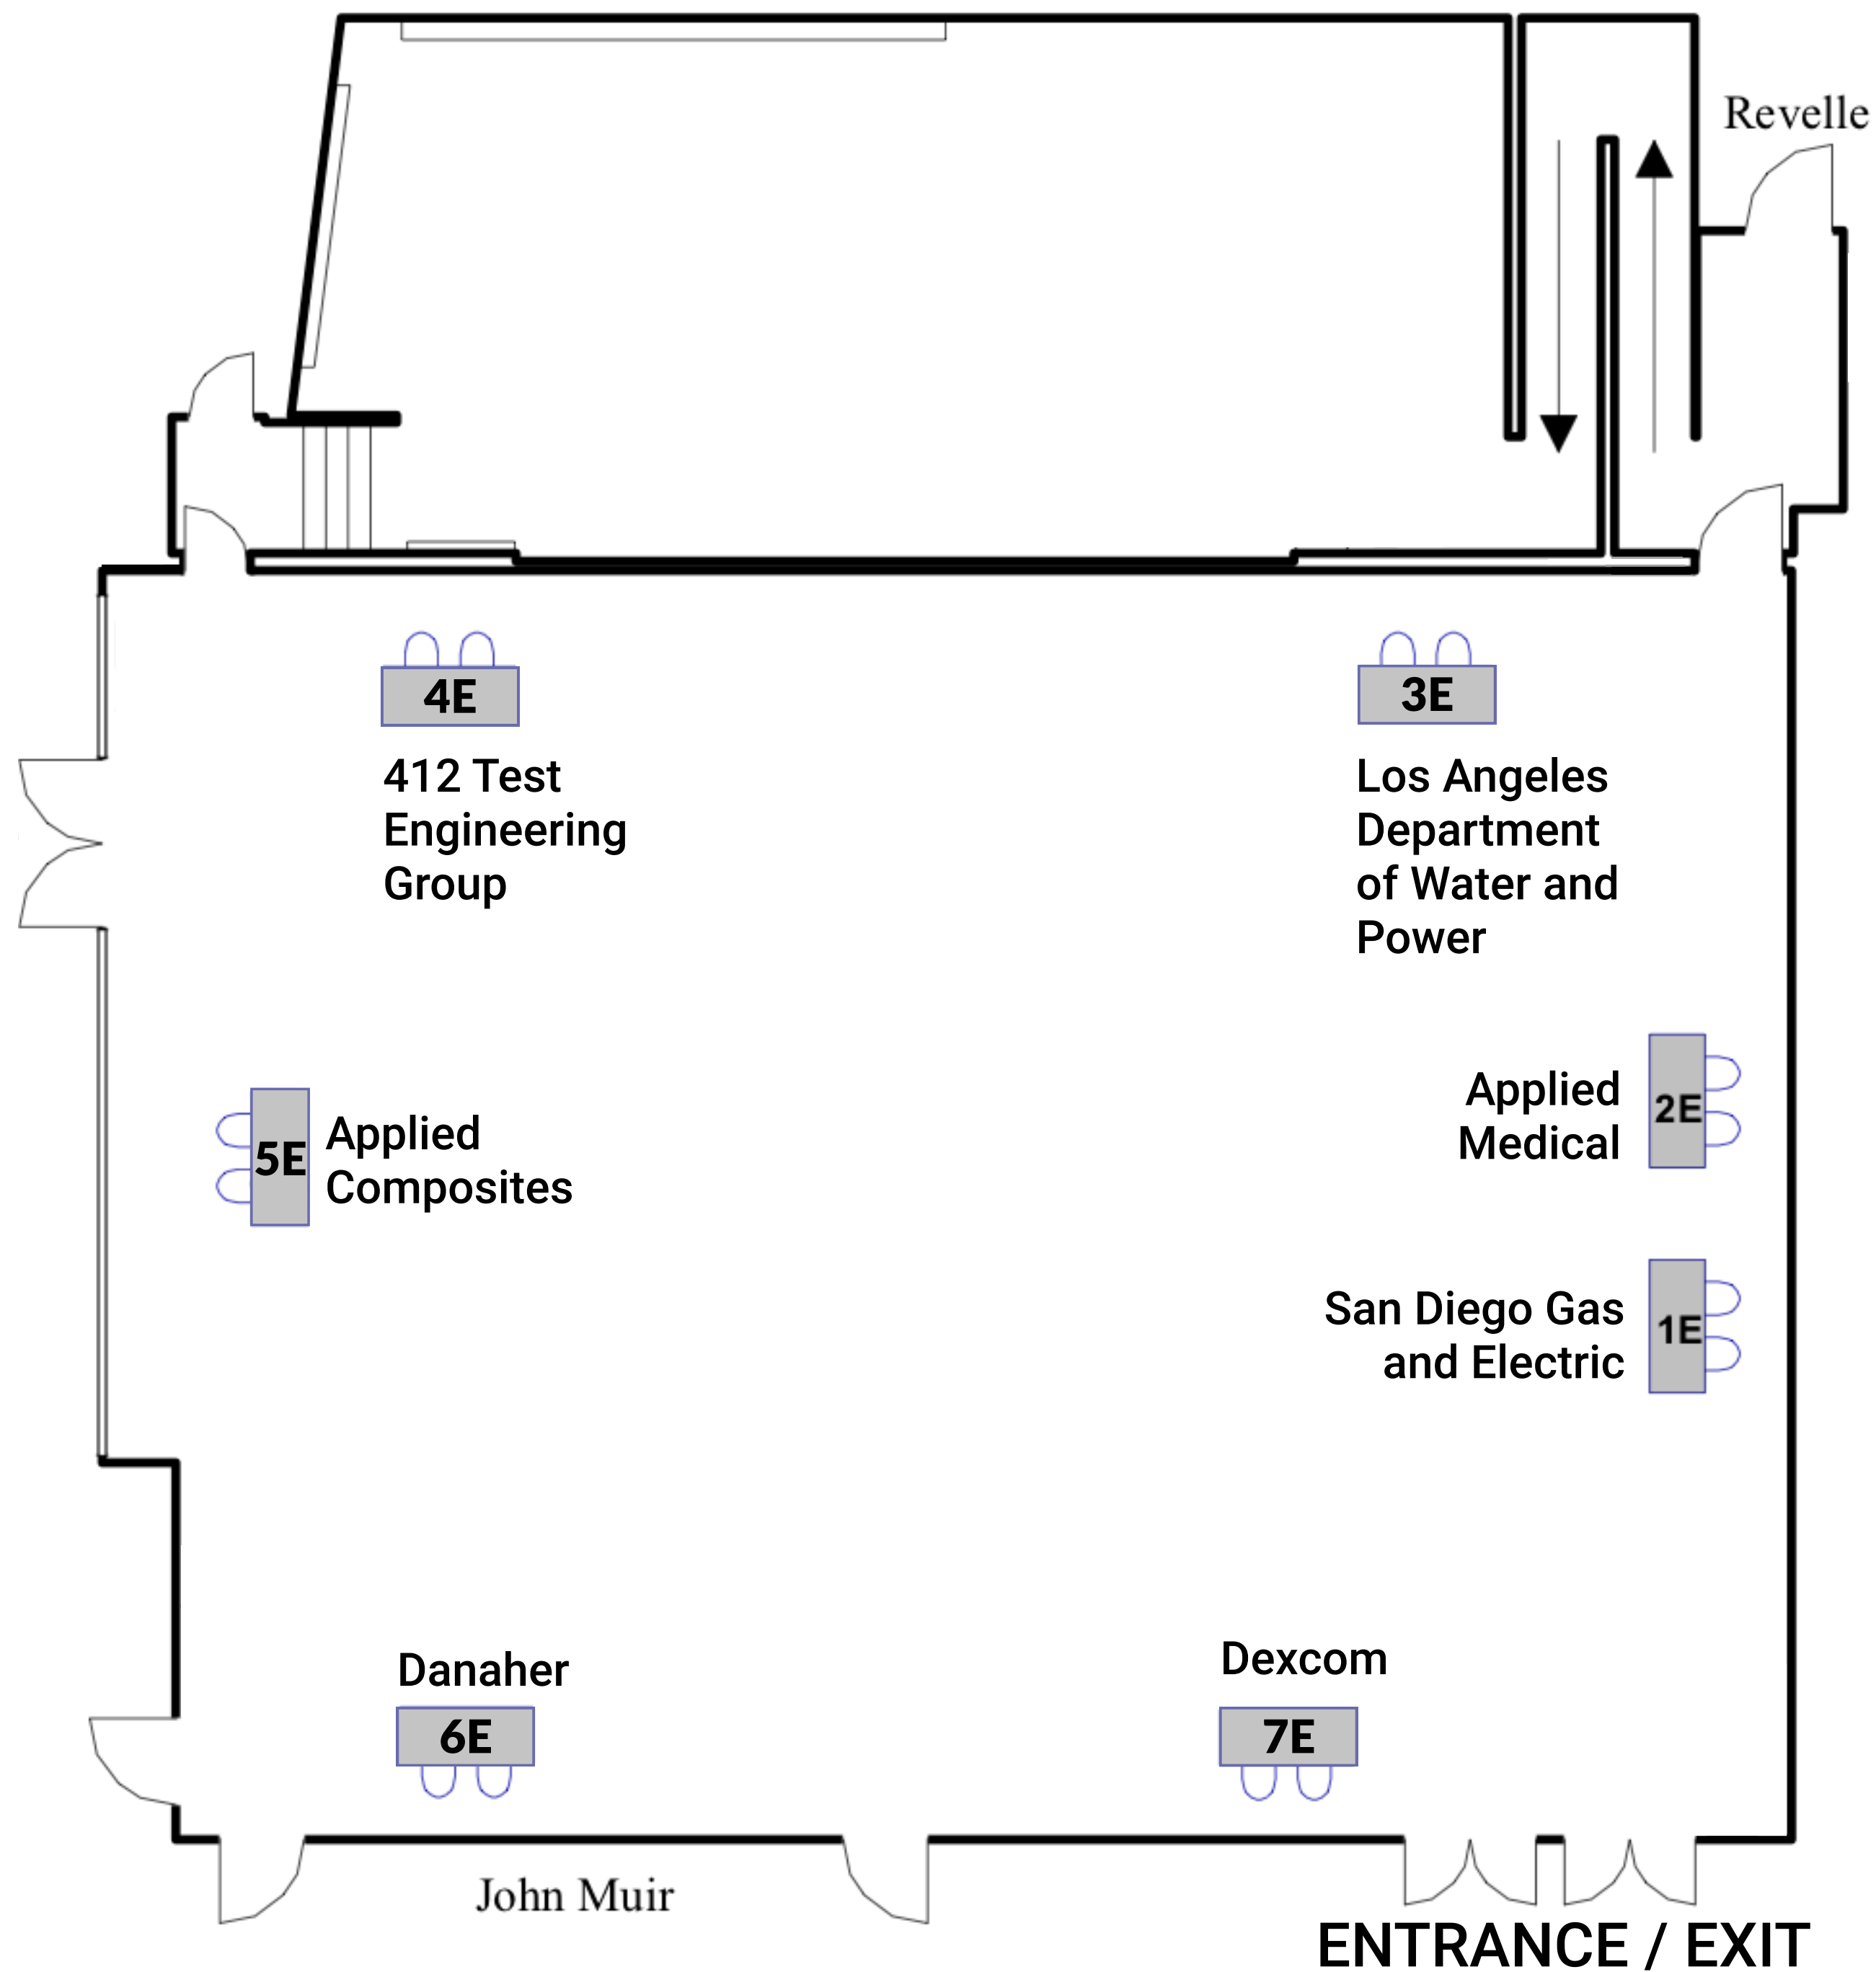 Revelle
4E
412 Test
Engineering
Group
3E
Los Angeles
Department
of Water and
Power
5E
Applied
Composites
Applied
Medical
2E
San Diego Gas
and Electric
1E
Danaher
6E
Dexcom
7E
John Muir
ENTRANCE / EXIT